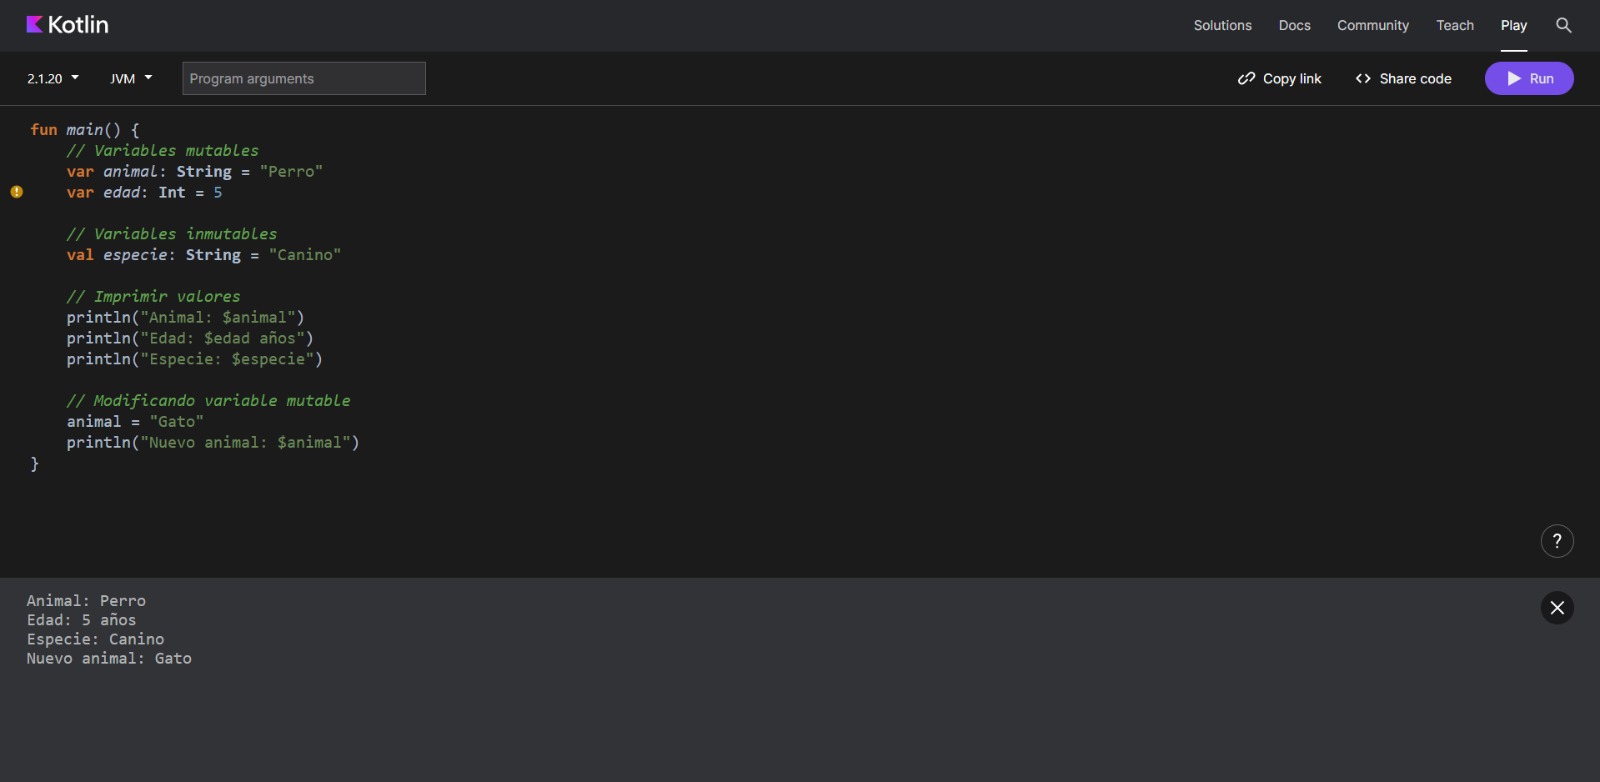 Kotlin
Solutions Docs Community Teach Play
2.1.20 JVM Program arguments Copy link <> Share code Run
fun main() {
    // Variables mutables
    var animal: String = "Perro"
!    var edad: Int = 5
    // Variables inmutables
    val especie: String = "Canino"
    // Imprimir valores
    println("Animal: $animal")
    println("Edad: $edad años")
    println("Especie: $especie")
    // Modificando variable mutable
    animal = "Gato"
    println("Nuevo animal: $animal")
}
?
Animal: Perro
Edad: 5 años
Especie: Canino
Nuevo animal: Gato